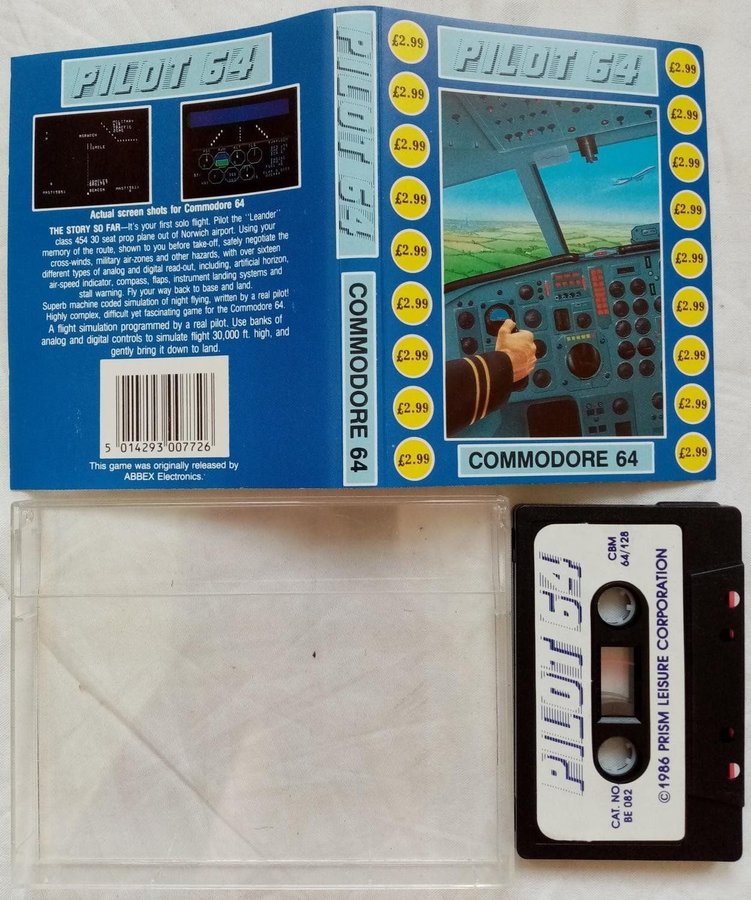 PILOT 64
MILITARY
AIR
TRAFFIC
ZONE
NORWICH
Actual screen shots for Commodore 64
THE STORY SO FAR—It's your first solo flight. Pilot the "Leander"
class 454 30 seat prop plane out of Norwich airport. Using your
memory of the route, shown to you before take-off, safely negotiate the
cross-winds, military air-zones and other hazards, with over sixteen
different types of analog and digital read-out, including, artificial horizon,
air-speed indicator, compass, flaps, instrument landing systems and
stall warning. Fly your way back to base and land.
Superb machine coded simulation of night flying, written by a real pilot!
Highly complex, difficult yet fascinating game for the Commodore 64.
A flight simulation programmed by a real pilot. Use banks of
analog and digital controls to simulate flight 30,000 ft. high, and
gently bring it down to land.
5 014293 007726
This game was originally released by
ABBEX Electronics.
PILOT 64
COMMODORE 64
£2.99
£2.99
£2.99
£2.99
£2.99
£2.99
£2.99
£2.99
£2.99
PILOT 64
£2.99
£2.99
£2.99
£2.99
£2.99
£2.99
£2.99
£2.99
£2.99
COMMODORE 64
PILOT 64
CBM
64/128
CAT. NO
BE 082
©1986 PRISM LEISURE CORPORATION